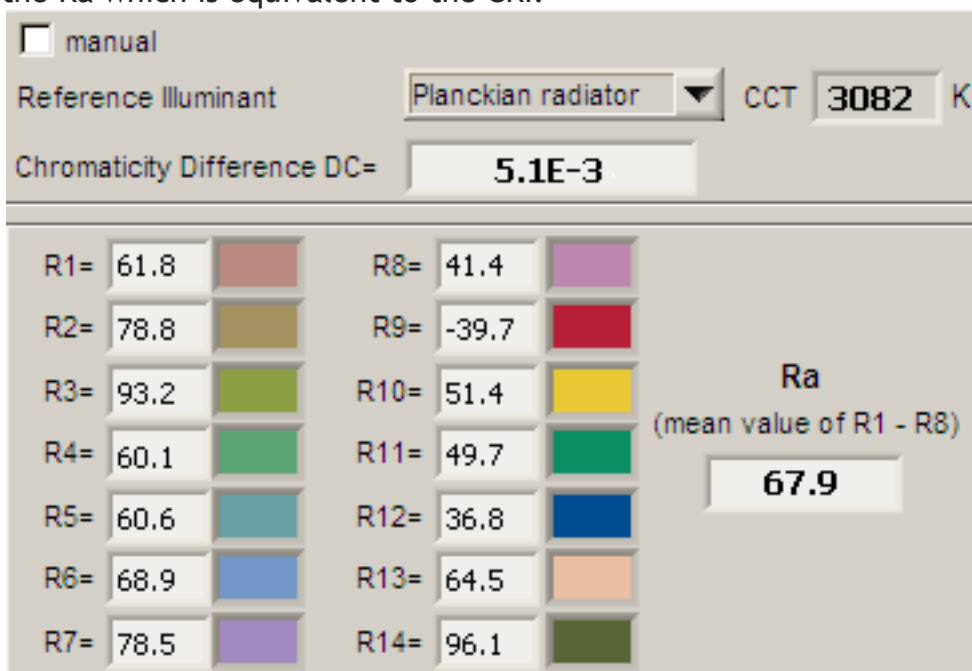 the Ra which is equivalent to the CRI.
manual
Reference Illuminant Planckian radiator CCT 3082 K
Chromaticity Difference DC= 5.1E-3
R1= 61.8 R8= 41.4
R2= 78.8 R9= -39.7
R3= 93.2 R10= 51.4
R4= 60.1 R11= 49.7
R5= 60.6 R12= 36.8
R6= 68.9 R13= 64.5
R7= 78.5 R14= 96.1
Ra
(mean value of R1 - R8)
67.9